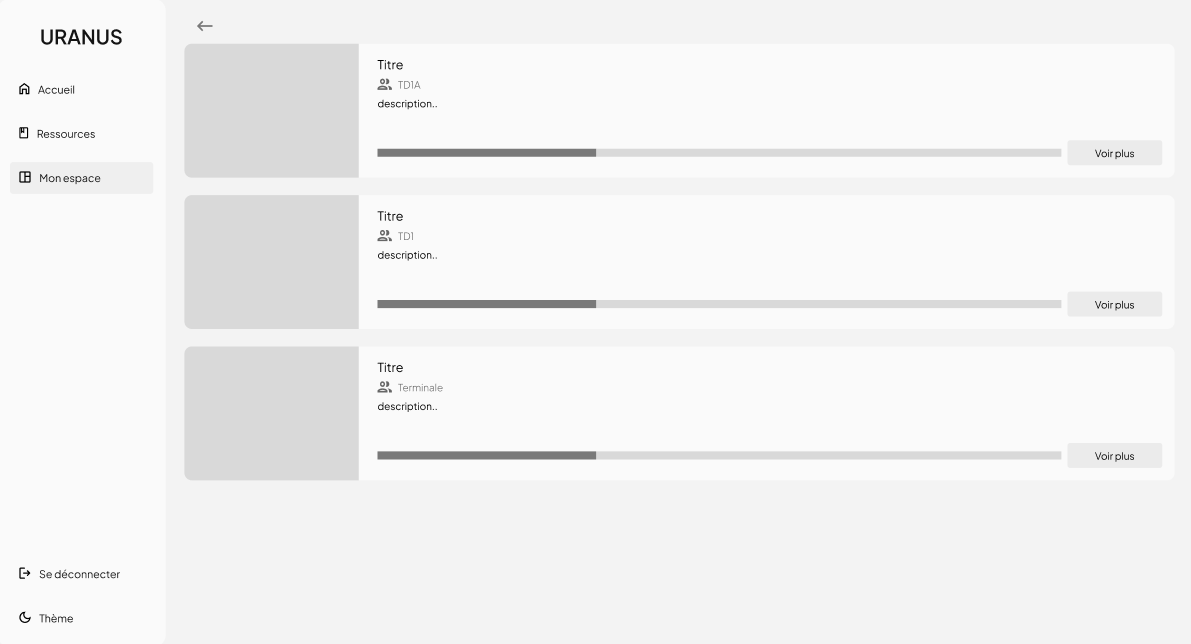 URANUS
Accueil
Ressources
Mon espace
Se déconnecter
Thème
Titre
TD1A
description..
Voir plus
Titre
TD1
description..
Voir plus
Titre
Terminale
description..
Voir plus